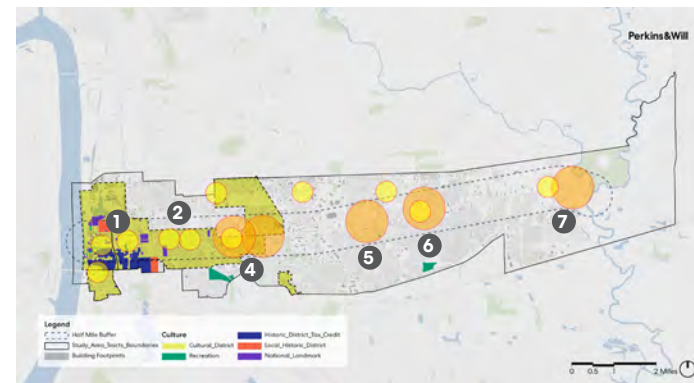 Perkins&Will
1
2
4
5
6
7
Legend
Half Mile Buffer
Study_Area_Tracts_Boundaries
Building Footprints
Culture
Cultural_District
Recreation
Historic_District_Tax_Credit
Local_Historic_District
National_Landmark
0 0.5 2 Miles